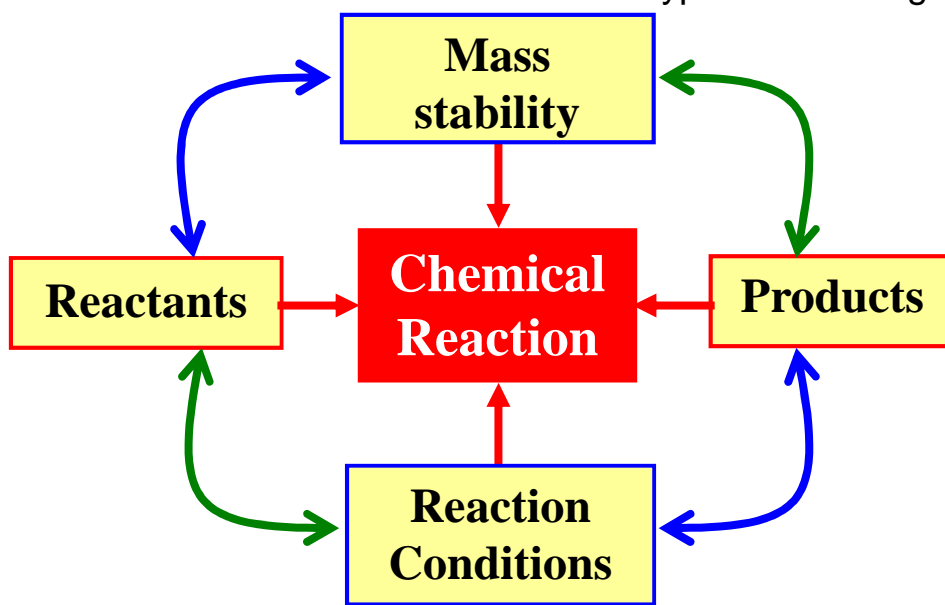 Mass
stability
Chemical
Reaction
Reactants
Products
Reaction
Conditions